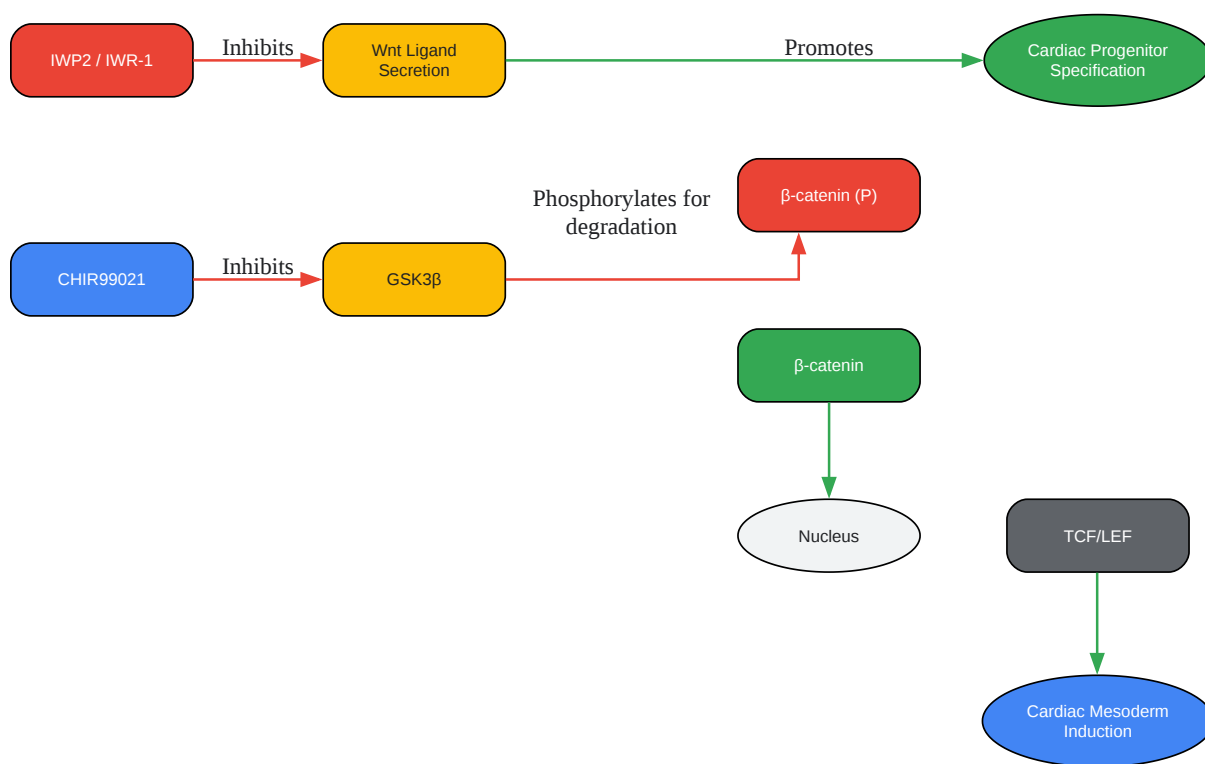 IWP2 / IWR-1
Inhibits
Wnt Ligand
Secretion
Promotes
Cardiac Progenitor
Specification
CHIR99021
Inhibits
GSK3β
Phosphorylates for
degradation
β-catenin (P)
β-catenin
Nucleus
TCF/LEF
Cardiac Mesoderm
Induction